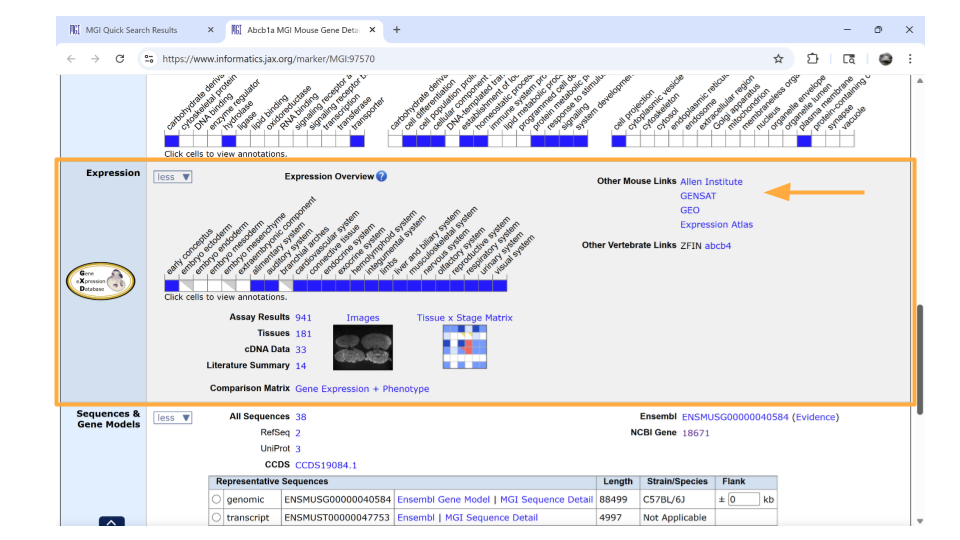 MGI Quick Search Results
Abcb1a MGI Mouse Gene Deta
https://www.informatics.jax.org/marker/MGI:97570
carbohydrate deriv
cytoskeletal protein
DNA binding
enzyme regulator
hydrolase
ligase
lipid binding
oxidoreductase
RNA binding
signaling receptor a
signaling receptor b
transcription
transferase
transporter
carbohydrate deriva
cell differentiation
cell population proli
cellular component
DNA-templated tran
establishment of loc
homeostatic process
immune system proc
lipid metabolic proc
programmed cell de
protein metabolic
response to stimulu
signaling
system developmen
cell projection
cytoplasmic vesicle
cytoskeleton
cytosol
endoplasmic reticu
endosome
extracellular region
Golgi apparatus
mitochondrion
membraneless orga
nucleus
organelle envelope
organelle lumen
plasma membrane
protein-containing c
synapse
vacuole
Click cells to view annotations.
Expression
less ▼
Expression Overview ?
Other Mouse Links Allen Institute
GENSAT
GEO
Expression Atlas
Other Vertebrate Links ZFIN abcb4
early conceptus
embryo ectoderm
embryo endoderm
embryo mesoderm
embryo mesenchyme
extraembryonic component
alimentary system
auditory system
branchial arches
cardiovascular system
connective tissue
endocrine system
exocrine system
hemolymphoid system
integumental system
limbs
liver and biliary system
musculoskeletal system
nervous system
olfactory system
reproductive system
respiratory system
urinary system
visual system
Gene
eXpression
Database
Click cells to view annotations.
Assay Results 941
Images
Tissue x Stage Matrix
Tissues 181
cDNA Data 33
Literature Summary 14
Comparison Matrix Gene Expression + Phenotype
Sequences &
Gene Models
less ▼
All Sequences 38
RefSeq 2
UniProt 3
CCDS CCDS19084.1
Ensembl ENSMUSG00000040584 (Evidence)
NCBI Gene 18671
Representative Sequences Length Strain/Species Flank
genomic ENSMUSG00000040584 Ensembl Gene Model | MGI Sequence Detail 88499 C57BL/6J ± 0 kb
transcript ENSMUST00000047753 Ensembl | MGI Sequence Detail 4997 Not Applicable